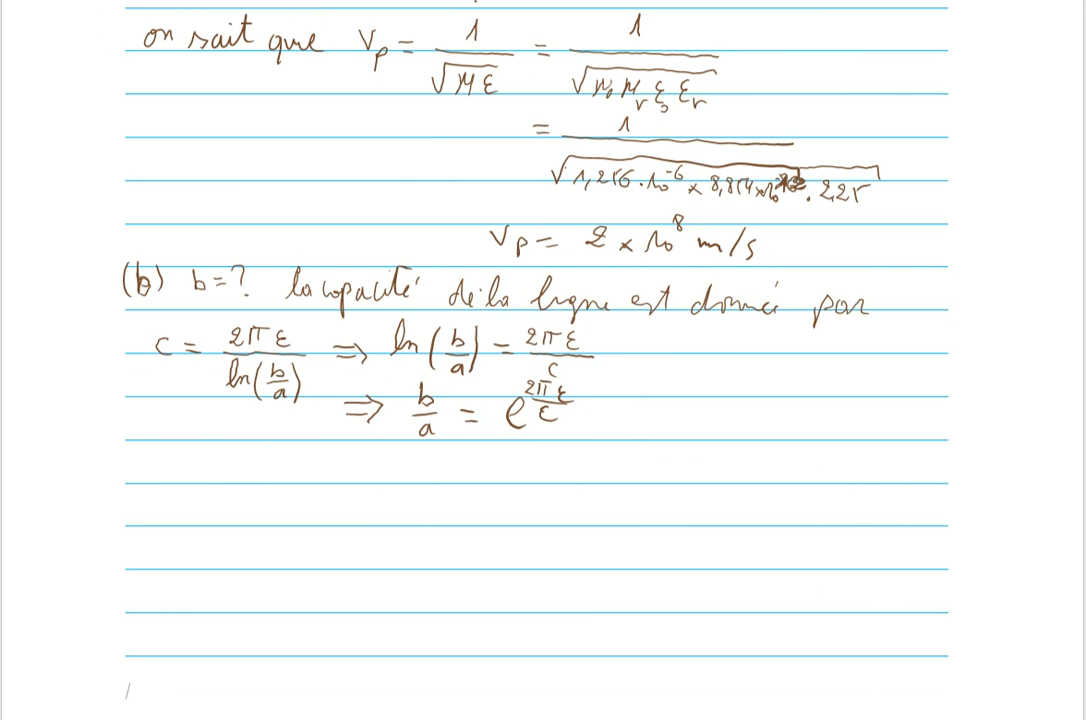 on sait que Vp = 1/√(με) = 1/√(μ₀ μr ε₀ εr)
= 1/√(1,256.10⁻⁶ × 8,854×10⁻¹² . 2,25)
Vp = 2 × 10⁸ m/s
(b) b=? la capacité de la ligne est donnée par
c = 2πε/ln(b/a) ⇒ ln(b/a) = 2πε/c
⇒ b/a = e^(2πε/c)